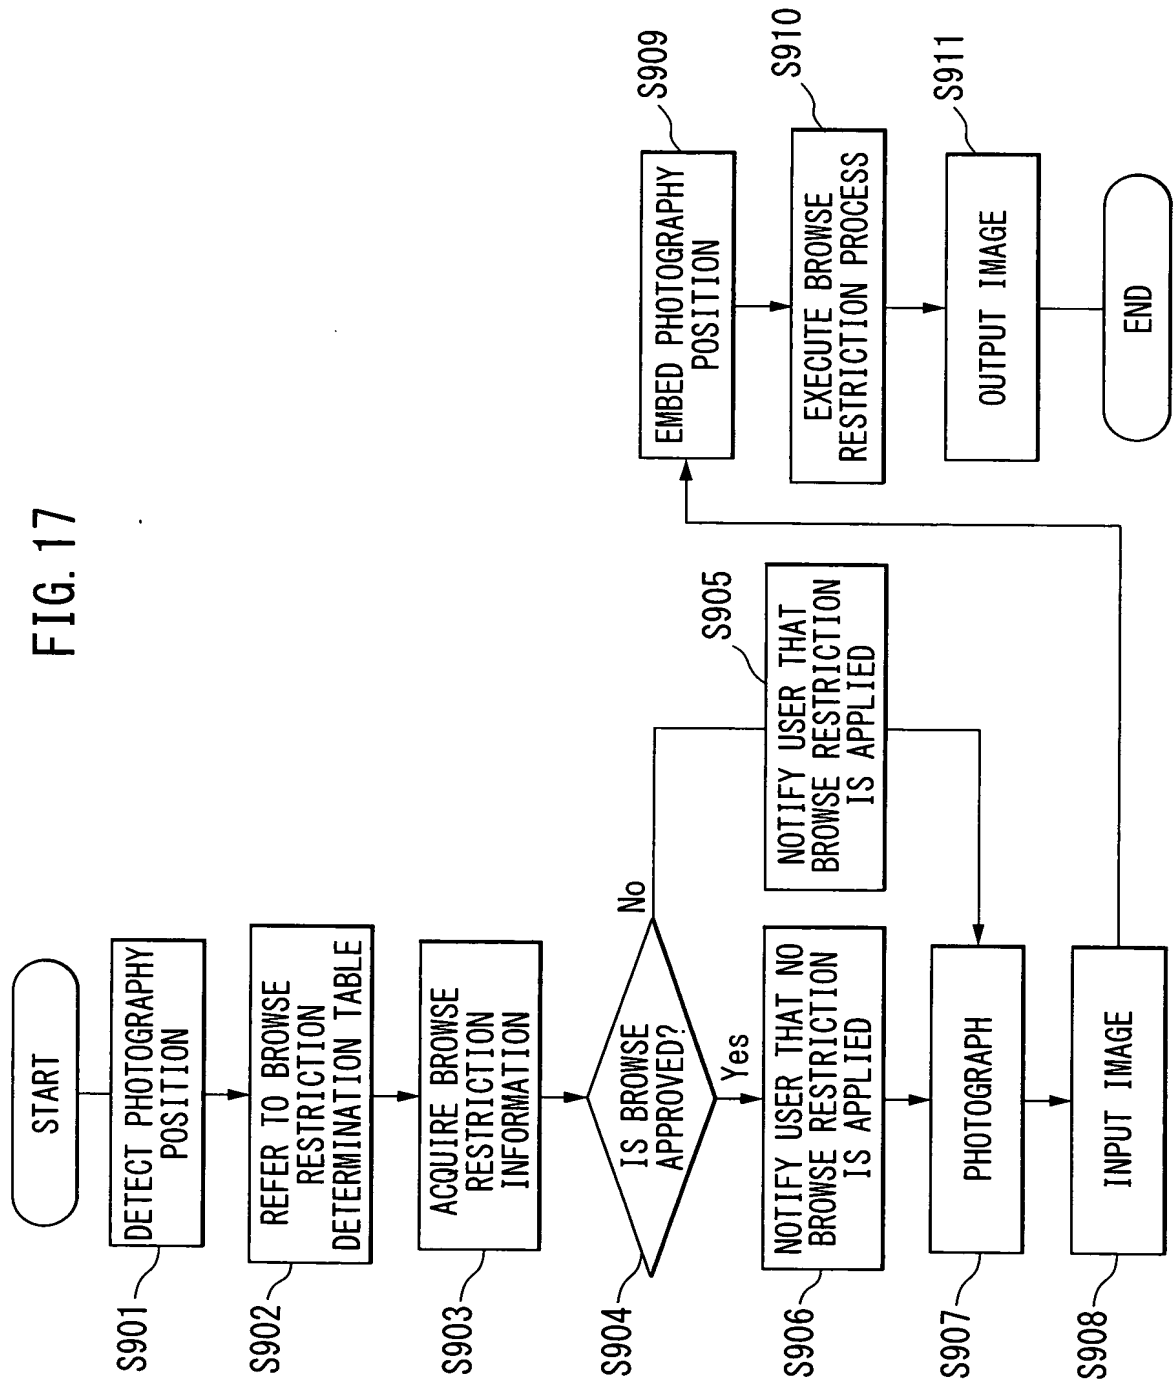 FIG. 17
START
DETECT PHOTOGRAPHY
POSITION
S901
REFER TO BROWSE
RESTRICTION
DETERMINATION TABLE
S902
ACQUIRE BROWSE
RESTRICTION
INFORMATION
S903
IS BROWSE
APPROVED?
S904
No
Yes
NOTIFY USER THAT
BROWSE RESTRICTION
IS APPLIED
S905
NOTIFY USER THAT NO
BROWSE RESTRICTION
IS APPLIED
S906
PHOTOGRAPH
S907
INPUT IMAGE
S908
EMBED PHOTOGRAPHY
POSITION
S909
EXECUTE BROWSE
RESTRICTION PROCESS
S910
OUTPUT IMAGE
S911
END